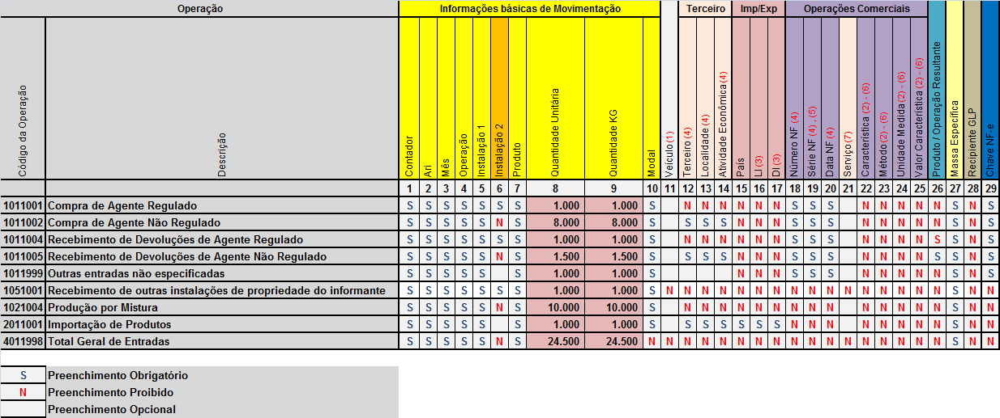 Operação Informações básicas de Movimentação Terceiro Imp/Exp Operações Comerciais
Código da Operação
Descrição
Contador
Ari
Mês
Operação
Instalação 1
Instalação 2
Produto
Quantidade Unitária
Quantidade KG
Modal
Veículo (1)
Terceiro (4)
Localidade (4)
Atividade Econômica (4)
País
LI (3)
DI (3)
Número NF (4)
Série NF (4) , (5)
Data NF (4)
Serviço (7)
Característica (2) - (6)
Método (2) - (6)
Unidade Medida (2) - (6)
Valor Característica (2) - (6)
Produto / Operação Resultante
Massa Específica
Recipiente GLP
Chave NF-e
1 2 3 4 5 6 7 8 9 10 11 12 13 14 15 16 17 18 19 20 21 22 23 24 25 26 27 28 29
1011001 Compra de Agente Regulado S S S S S S S 1.000 1.000 S N N N N N N S S S N N N N N S N S
1011002 Compra de Agente Não Regulado S S S S S N S 8.000 8.000 S S S S N N N S S S N N N N N S N S
1011004 Recebimento de Devoluções de Agente Regulado S S S S S S S 1.000 1.000 S N N N N N N S S S N N N N S S N S
1011005 Recebimento de Devoluções de Agente Não Regulado S S S S S N S 1.500 1.500 S S S S N N N S S S N N N N N S N S
1011999 Outras entradas não especificadas S S S S S S 1.000 1.000 S N N N S S S N N N N N S N S
1051001 Recebimento de outras instalações de propriedade do informante S S S S S S S 1.000 1.000 S N N N N N N N N N N N N N N N N S N N
1021004 Produção por Mistura S S S S S N S 10.000 10.000 S N N N N N N N N N N N N N N S N N
2011001 Importação de Produtos S S S S S S 1.000 1.000 S S S S S S S N N N N N N N N S N N
4011998 Total Geral de Entradas S S S S S N S 24.500 24.500 N N N N N N N N N N N N N N N N N S N N
S Preenchimento Obrigatório
N Preenchimento Proibido
Preenchimento Opcional